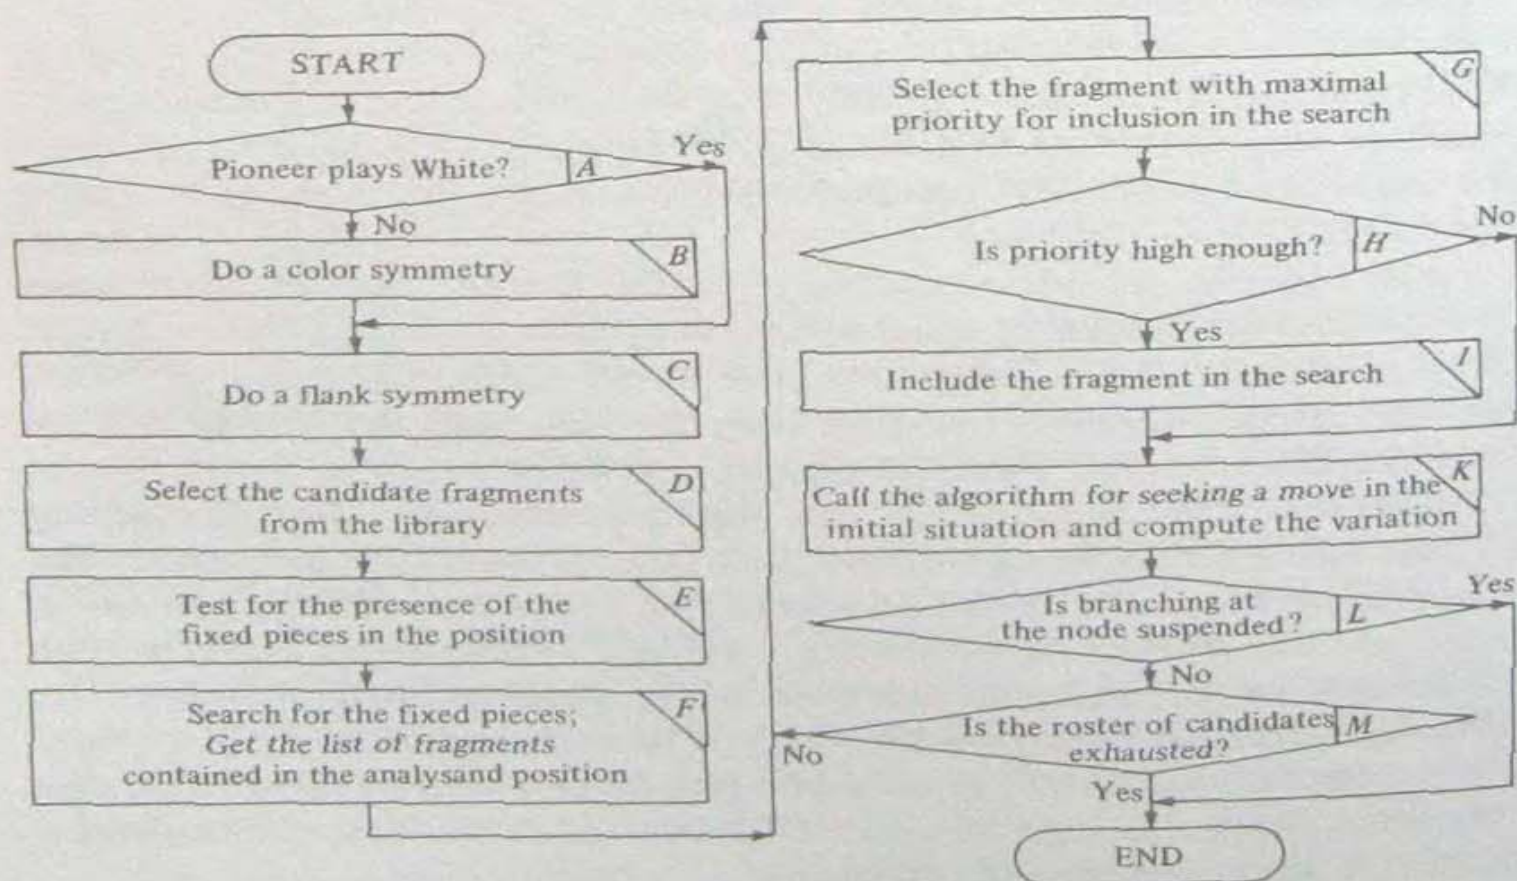 START
Pioneer plays White?
A
Yes
No
Do a color symmetry
B
Do a flank symmetry
C
Select the candidate fragments
from the library
D
Test for the presence of the
fixed pieces in the position
E
Search for the fixed pieces;
Get the list of fragments
contained in the analysand position
F
Select the fragment with maximal
priority for inclusion in the search
G
Is priority high enough?
H
No
Yes
Include the fragment in the search
I
Call the algorithm for seeking a move in the
initial situation and compute the variation
K
Is branching at
the node suspended?
L
Yes
No
Is the roster of candidates
exhausted?
M
No
Yes
END